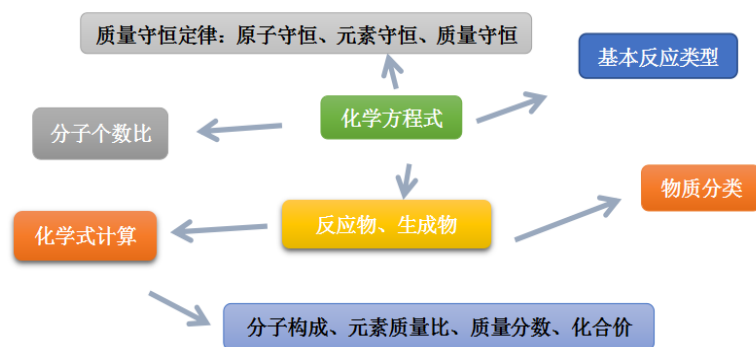 质量守恒定律：原子守恒、元素守恒、质量守恒
基本反应类型
化学方程式
分子个数比
物质分类
反应物、生成物
化学式计算
分子构成、元素质量比、质量分数、化合价